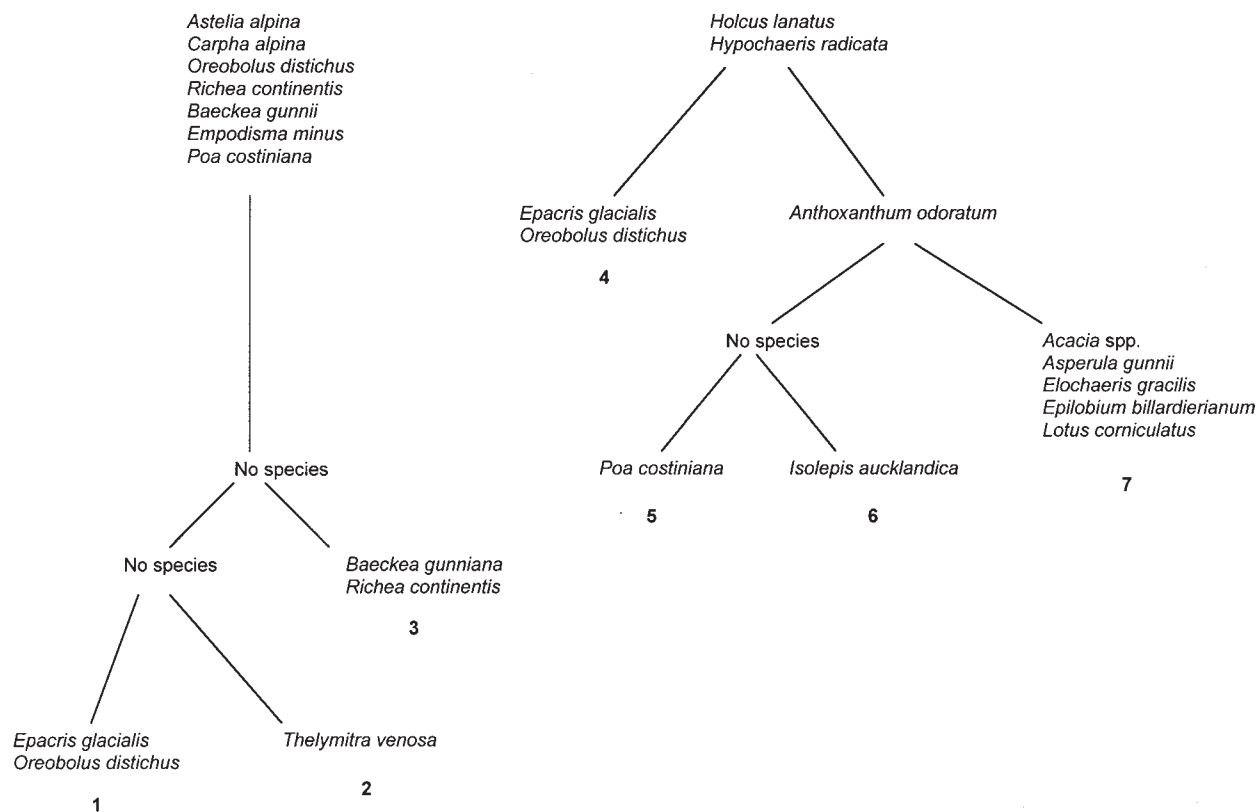 Astelia alpina
Carpha alpina
Oreobolus distichus
Richea continentis
Baeckea gunnii
Empodisma minus
Poa costiniana
No species
No species
Baeckea gunniana
Richea continentis
3
Epacris glacialis
Oreobolus distichus
1
Thelymitra venosa
2
Holcus lanatus
Hypochaeris radicata
Epacris glacialis
Oreobolus distichus
4
Anthoxanthum odoratum
No species
Poa costiniana
5
Isolepis aucklandica
6
Acacia spp.
Asperula gunnii
Elochaeris gracilis
Epilobium billardierianum
Lotus corniculatus
7